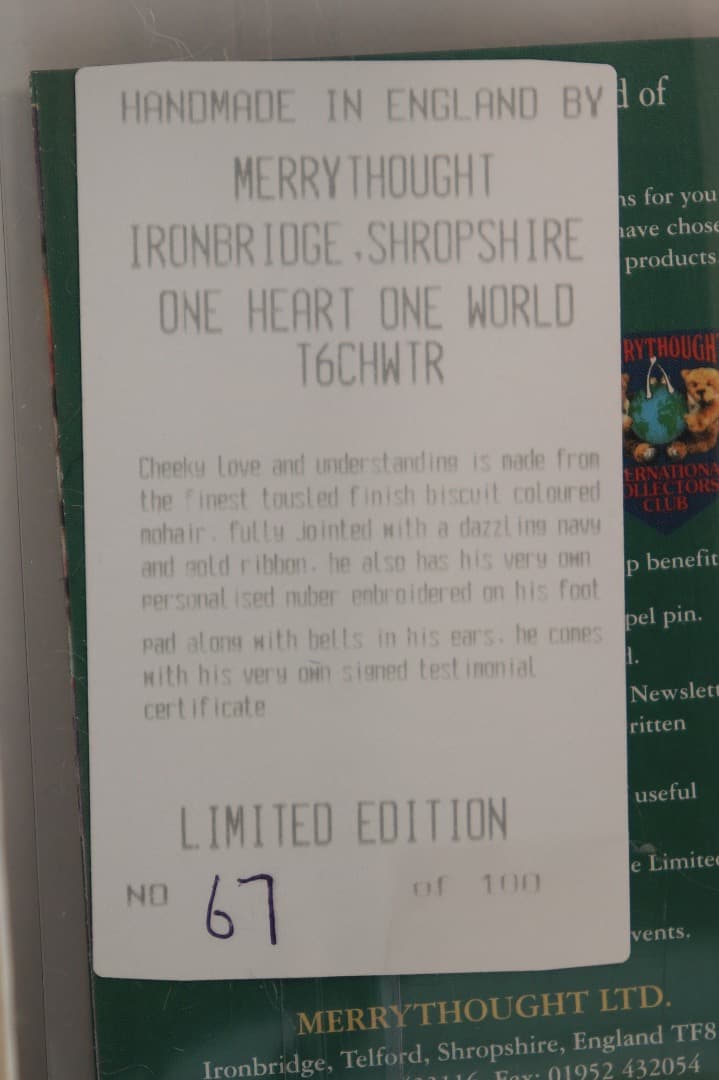 HANDMADE IN ENGLAND BY
MERRYTHOUGHT
IRONBRIDGE,SHROPSHIRE
ONE HEART ONE WORLD
T6CHWTR
Cheeky love and understanding is made from
the finest tousled finish biscuit coloured
mohair. fully jointed with a dazzling navy
and gold ribbon. he also has his very own
personalised nuber embroidered on his foot
pad along with bells in his ears. he comes
with his very own signed testimonial
certificate
LIMITED EDITION
NO 67 of 100
d of
ns for you
have chose
products
RYTHOUGHT
ERNATIONA
OLLECTORS
CLUB
p benefit
pel pin.
d.
Newslett
ritten
useful
e Limited
vents.
MERRYTHOUGHT LTD.
Ironbridge, Telford, Shropshire, England TF8
Fax: 01952 432054